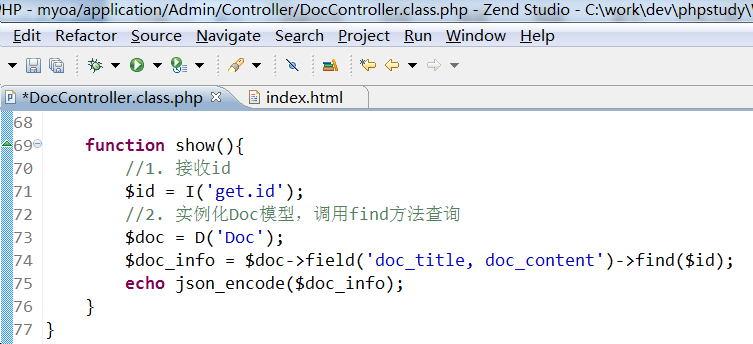 PHP - myoa/application/Admin/Controller/DocController.class.php - Zend Studio - C:\work\dev\phpstudy\
Edit Refactor Source Navigate Search Project Run Window Help
*DocController.class.php index.html
68
69 function show(){
70 //1. 接收id
71 $id = I('get.id');
72 //2. 实例化Doc模型，调用find方法查询
73 $doc = D('Doc');
74 $doc_info = $doc->field('doc_title, doc_content')->find($id);
75 echo json_encode($doc_info);
76 }
77 }